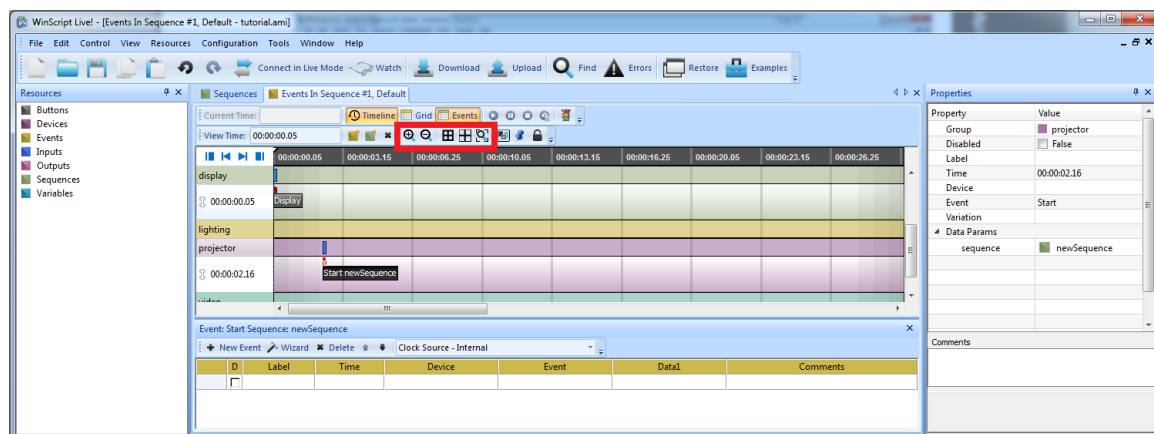 WinScript Live! - [Events In Sequence #1, Default - tutorial.ami]
File Edit Control View Resources Configuration Tools Window Help
Connect in Live Mode Watch Download Upload Find Errors Restore Examples
Resources
Buttons
Devices
Events
Inputs
Outputs
Sequences
Variables
Sequences Events In Sequence #1, Default
Current Time: Timeline Grid Events
View Time: 00:00:00.05
00:00:00.05 00:00:03.15 00:00:06.25 00:00:10.05 00:00:13.15 00:00:16.25 00:00:20.05 00:00:23.15 00:00:26.25
display
00:00:00.05 Display
lighting
projector
00:00:02.16 Start newSequence
video
Event: Start Sequence: newSequence
New Event Wizard Delete Clock Source - Internal
D Label Time Device Event Data1 Comments
Properties
Property Value
Group projector
Disabled False
Label
Time 00:00:02.16
Device
Event Start
Variation
Data Params
sequence newSequence
Comments